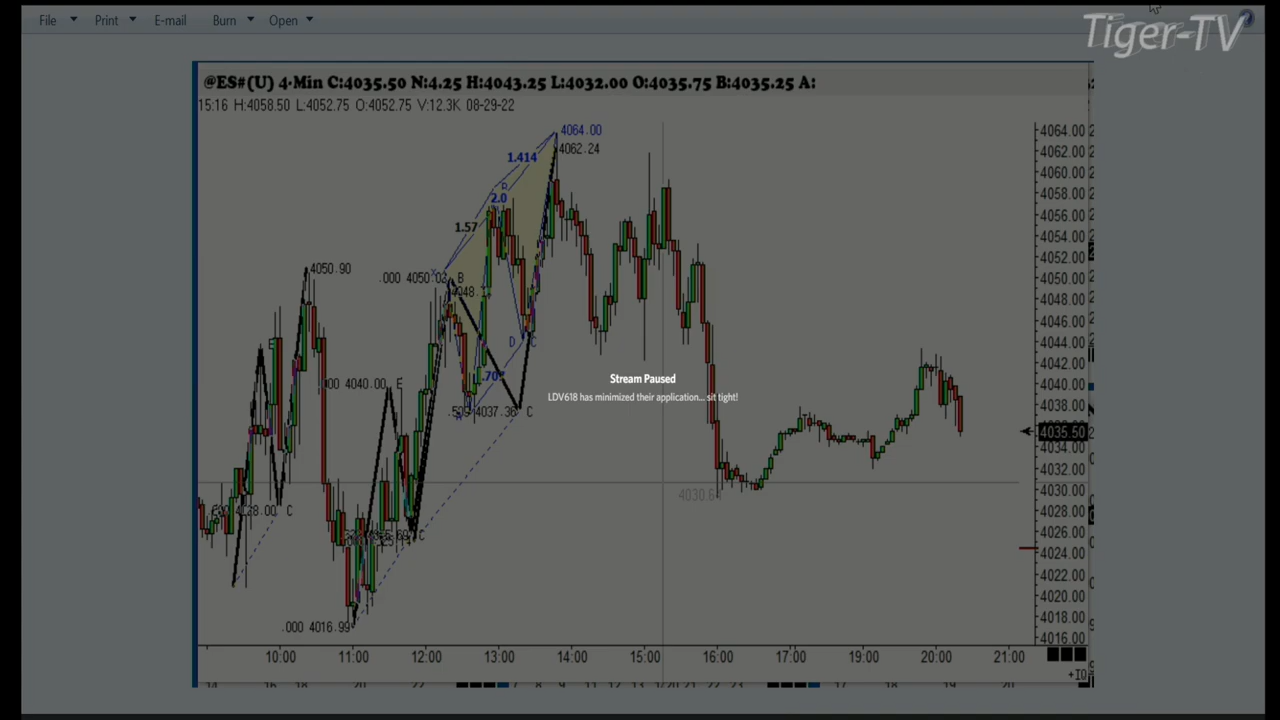 File Print E-mail Burn Open
Tiger-TV
@ES#(U) 4-Min C:4035.50 N:4.25 H:4043.25 L:4032.00 O:4035.75 B:4035.25 A:
15:16 H:4058.50 L:4052.75 O:4052.75 V:12.3K 08-29-22
4064.00
4062.24
1.414
2.0
1.57
4050.90
.000 4050.03 B
4040.00 E
D C
.70
4037.36 C
4030.6
C
C
.000 4016.99
4064.00
4062.00
4060.00
4058.00
4056.00
4054.00
4052.00
4050.00
4048.00
4046.00
4044.00
4042.00
4040.00
4038.00
4035.50
4034.00
4032.00
4030.00
4028.00
4026.00
4024.00
4022.00
4020.00
4018.00
4016.00
Stream Paused
LDV618 has minimized their application... sit tight!
10:00 11:00 12:00 13:00 14:00 15:00 16:00 17:00 19:00 20:00 21:00
+IQ